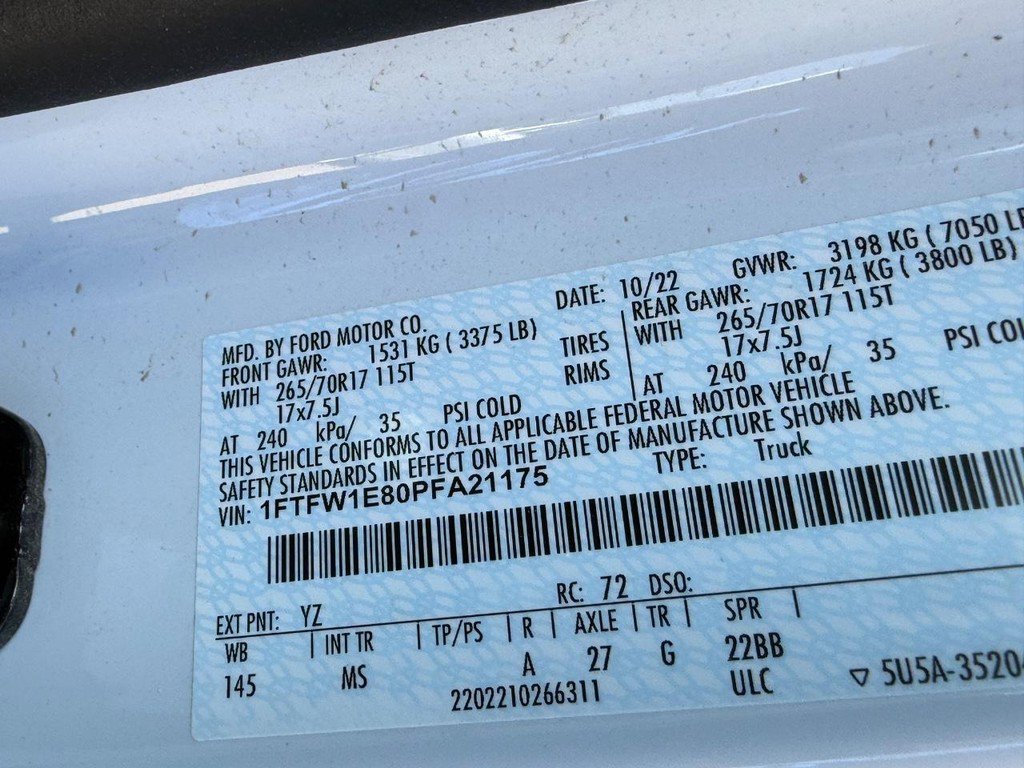 MFD. BY FORD MOTOR CO. DATE: 10/22 GVWR: 3198 KG ( 7050 LB
FRONT GAWR: 1531 KG ( 3375 LB) REAR GAWR: 1724 KG ( 3800 LB)
WITH 265/70R17 115T TIRES WITH 265/70R17 115T
17x7.5J RIMS 17x7.5J
AT 240 kPa/ 35 PSI COLD AT 240 kPa/ 35 PSI COL
THIS VEHICLE CONFORMS TO ALL APPLICABLE FEDERAL MOTOR VEHICLE
SAFETY STANDARDS IN EFFECT ON THE DATE OF MANUFACTURE SHOWN ABOVE.
VIN: 1FTFW1E80PFA21175 TYPE: Truck
EXT PNT: YZ RC: 72 DSO:
WB INT TR TP/PS R AXLE TR SPR
145 MS A 27 G 22BB
2202210266311 ULC ▽ 5U5A-3520